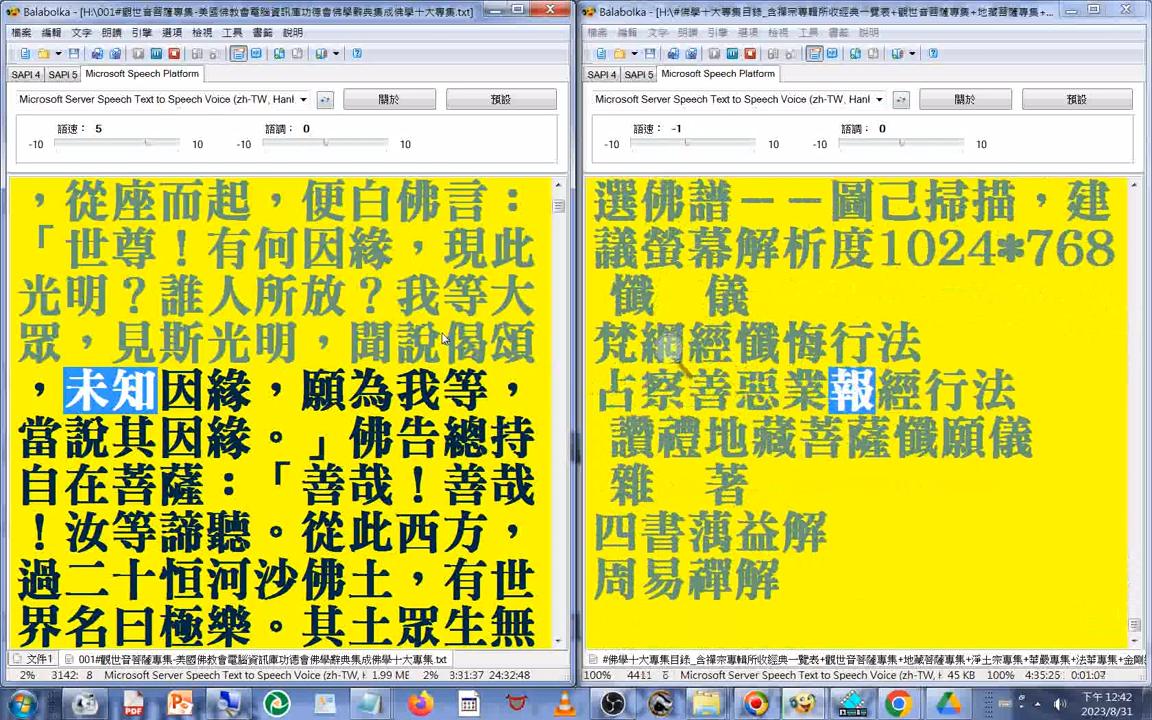 Balabolka - [H:\001#觀世音菩薩專集-美國佛教會電腦資訊庫功德會佛學辭典集成佛學十大專集.txt]
檔案 編輯 文字 朗讀 引擎 選項 檢視 工具 書籤 說明
SAPI 4 SAPI 5 Microsoft Speech Platform
Microsoft Server Speech Text to Speech Voice (zh-TW, Hanl
關於 預設
語速： 5 語調： 0
-10 10 -10 10
，從座而起，便白佛言：
「世尊！有何因緣，現此
光明？誰人所放？我等大
眾，見斯光明，聞說偈頌
，未知因緣，願為我等，
當說其因緣。」佛告總持
自在菩薩：「善哉！善哉
！汝等諦聽。從此西方，
過二十恒河沙佛土，有世
界名曰極樂。其土眾生無
文件1 001#觀世音菩薩專集-美國佛教會電腦資訊庫功德會佛學辭典集成佛學十大專集.txt
2% 3142: 8 Microsoft Server Speech Text to Speech Voice (zh-TW, H 1.99 ME 2% 3:31:37 24:32:48
Balabolka - [H:\#佛學十大專集目錄_含禪宗專輯所收經典一覽表+觀世音菩薩專集+地藏菩薩專集+淨土宗專集+...
檔案 編輯 文字 朗讀 引擎 選項 檢視 工具 書籤 說明
SAPI 4 SAPI 5 Microsoft Speech Platform
Microsoft Server Speech Text to Speech Voice (zh-TW, Hanl
關於 預設
語速： -1 語調： 0
-10 10 -10 10
選佛譜－－圖己掃描，建
議螢幕解析度1024*768
懺 儀
梵網經懺悔行法
占察善惡業報經行法
讚禮地藏菩薩懺願儀
雜 著
四書蕅益解
周易禪解
#佛學十大專集目錄_含禪宗專輯所收經典一覽表+觀世音菩薩專集+地藏菩薩專集+淨土宗專集+華嚴專集+法華專集+金剛
100% 4411 Microsoft Server Speech Text to Speech Voice (zh-TW, H 45 KB 100% 4:35:25 0:01:07
下午 12:42
2023/8/31